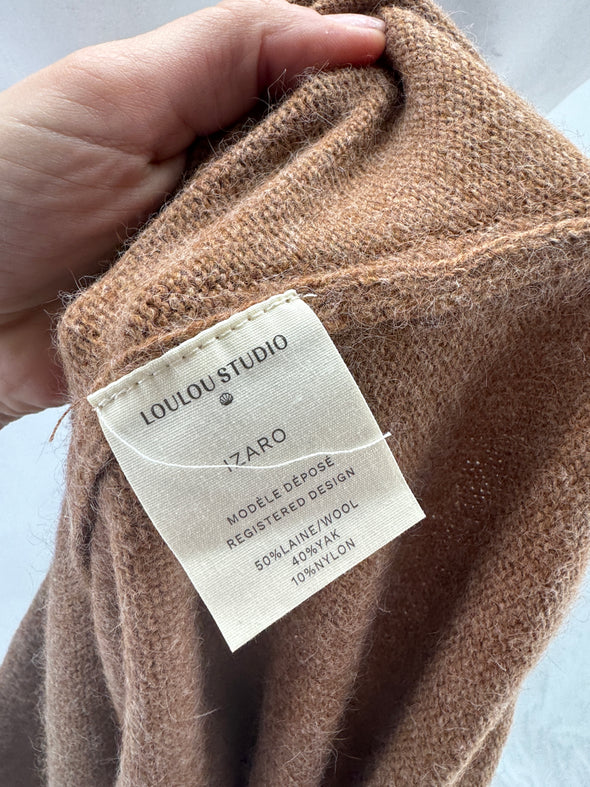 LOULOU STUDIO
IZARO
MODÈLE DÉPOSÉ
REGISTERED DESIGN
50%LAINE/WOOL
40%YAK
10%NYLON